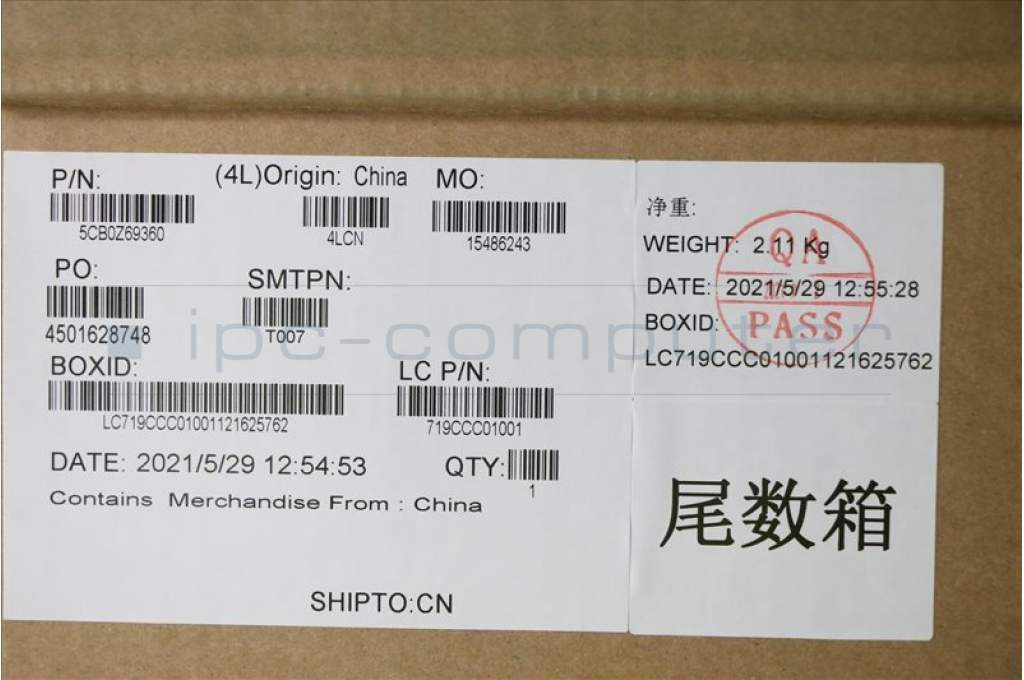 P/N:
5CB0Z69360
(4L)Origin: China
4LCN
MO:
15486243
PO:
4501628748
SMTPN:
T007
BOXID:
LC719CCC01001121625762
LC P/N:
719CCC01001
DATE: 2021/5/29 12:54:53
QTY:
1
Contains Merchandise From : China
SHIPTO:CN
净重:
WEIGHT: 2.11 Kg
DATE: 2021/5/29 12:55:28
BOXID:
LC719CCC01001121625762
QA
PASS
尾数箱
ipc-computer